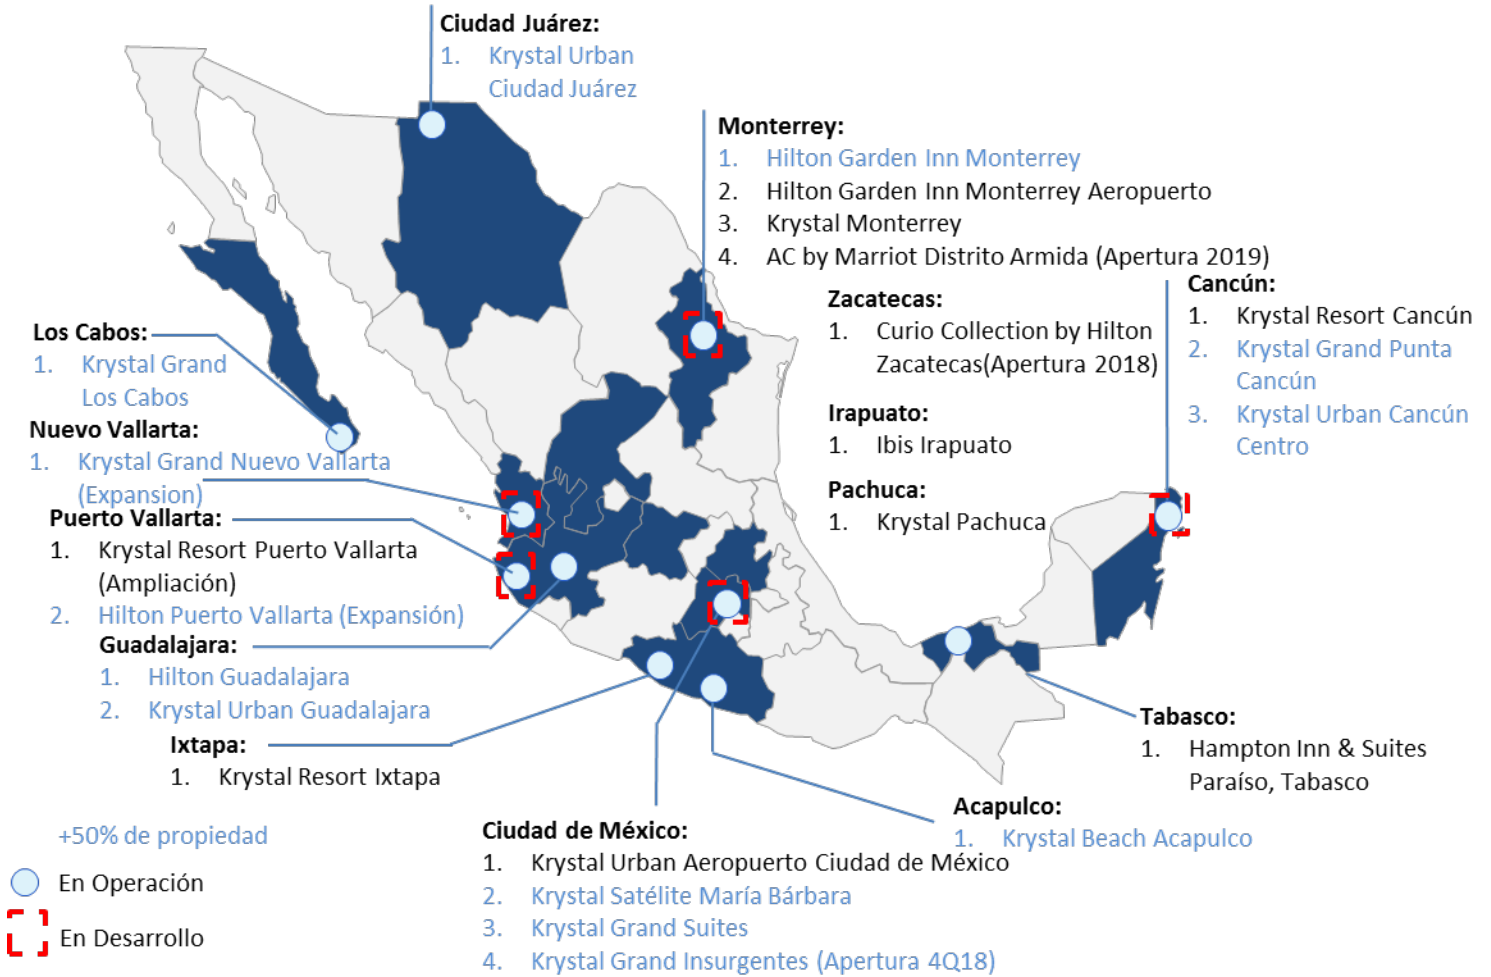 Ciudad Juárez:
1. Krystal Urban
Ciudad Juárez
Monterrey:
1. Hilton Garden Inn Monterrey
2. Hilton Garden Inn Monterrey Aeropuerto
3. Krystal Monterrey
4. AC by Marriot Distrito Armida (Apertura 2019)
Cancún:
1. Krystal Resort Cancún
2. Krystal Grand Punta
Cancún
3. Krystal Urban Cancún
Centro
Zacatecas:
1. Curio Collection by Hilton
Zacatecas(Apertura 2018)
Irapuato:
1. Ibis Irapuato
Pachuca:
1. Krystal Pachuca
Los Cabos:
1. Krystal Grand
Los Cabos
Nuevo Vallarta:
1. Krystal Grand Nuevo Vallarta
(Expansion)
Puerto Vallarta:
1. Krystal Resort Puerto Vallarta
(Ampliación)
2. Hilton Puerto Vallarta (Expansión)
Guadalajara:
1. Hilton Guadalajara
2. Krystal Urban Guadalajara
Ixtapa:
1. Krystal Resort Ixtapa
Tabasco:
1. Hampton Inn & Suites
Paraíso, Tabasco
Acapulco:
1. Krystal Beach Acapulco
Ciudad de México:
1. Krystal Urban Aeropuerto Ciudad de México
2. Krystal Satélite María Bárbara
3. Krystal Grand Suites
4. Krystal Grand Insurgentes (Apertura 4Q18)
+50% de propiedad
En Operación
En Desarrollo